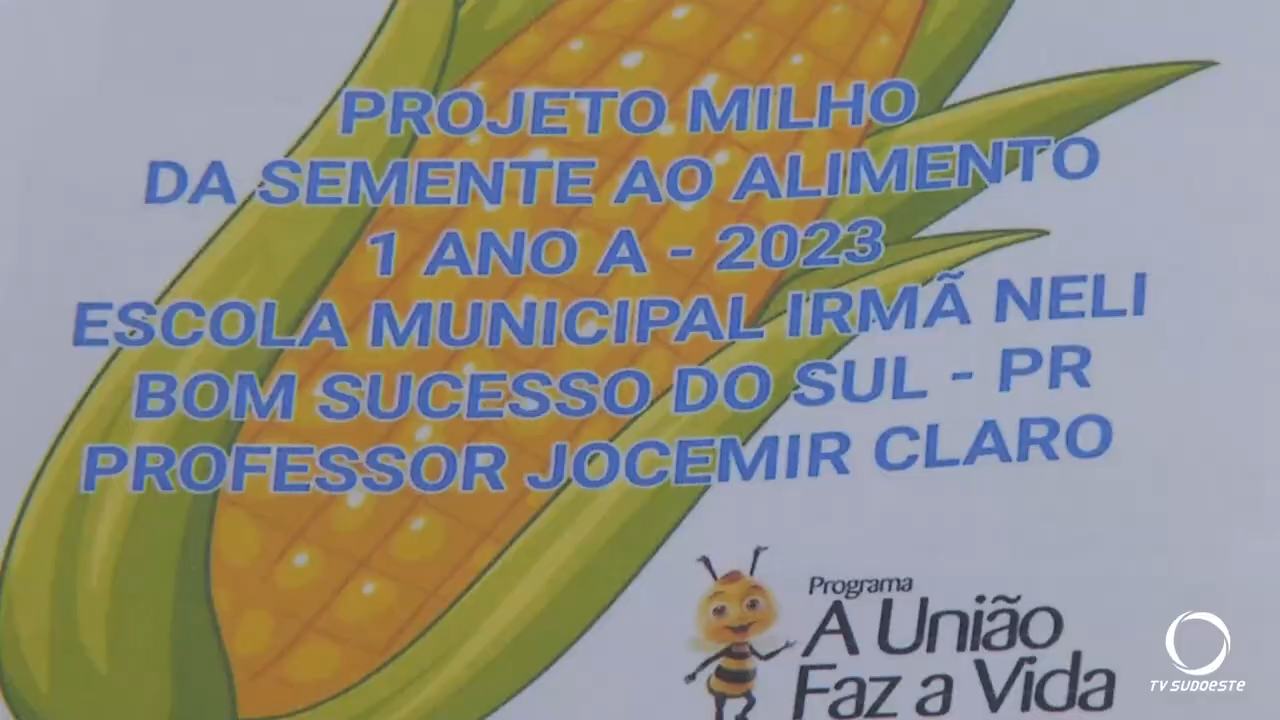 PROJETO MILHO
DA SEMENTE AO ALIMENTO
1 ANO A - 2023
ESCOLA MUNICIPAL IRMÃ NELI
BOM SUCESSO DO SUL - PR
PROFESSOR JOCEMIR CLARO
Programa
A União
Faz a Vida
TV SUDOESTE